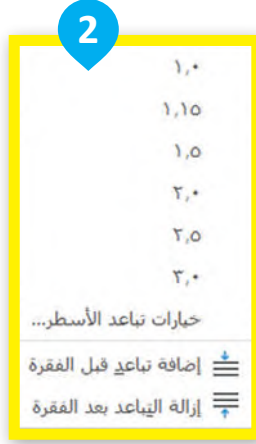 2
١,٠
١,١٥
١,٥
٢,٠
٢,٥
٣,٠
خيارات تباعد الأسطر...
إضافة تباعد قبل الفقرة
إزالة التباعد بعد الفقرة